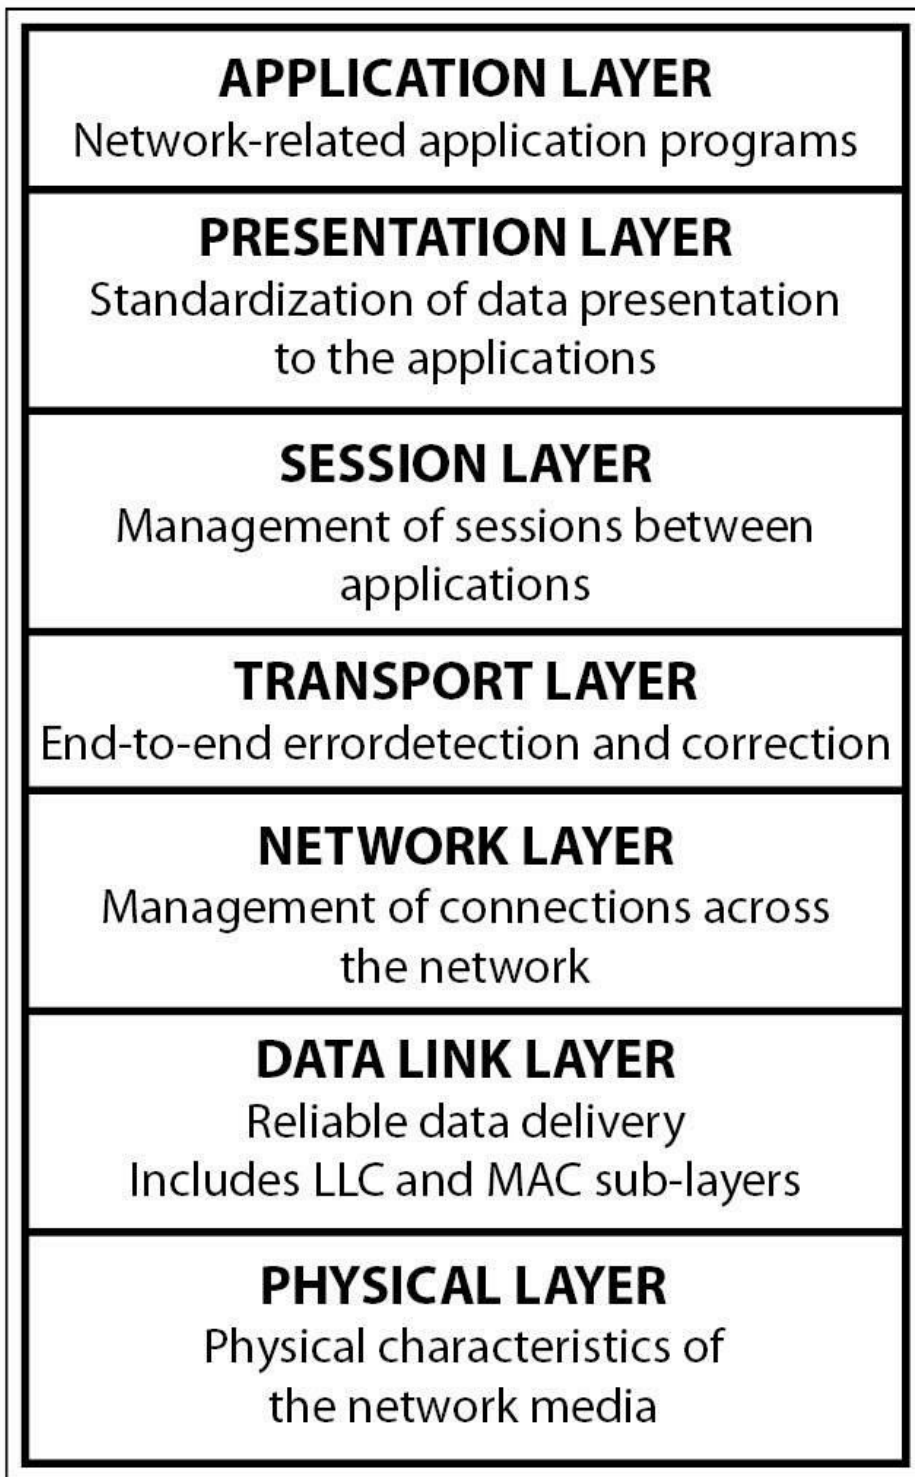 APPLICATION LAYER
Network-related application programs
PRESENTATION LAYER
Standardization of data presentation
to the applications
SESSION LAYER
Management of sessions between
applications
TRANSPORT LAYER
End-to-end errordetection and correction
NETWORK LAYER
Management of connections across
the network
DATA LINK LAYER
Reliable data delivery
Includes LLC and MAC sub-layers
PHYSICAL LAYER
Physical characteristics of
the network media